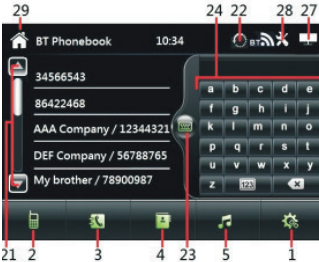 29 24 22 28 27
BT Phonebook 10:34 BT
34566543
86422468
AAA Company / 12344321
DEF Company / 56788765
My brother / 78900987
a b c d e
f g h i j
k l m n o
p q r s t
u v w x y
z 123
21 2 3 4 23 5 1